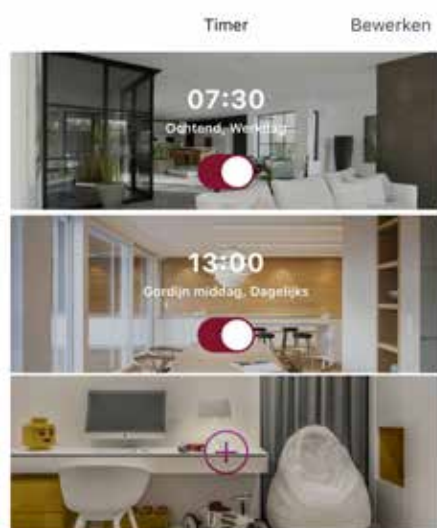 Timer
Bewerken
07:30
Ochtend, Werkdag
13:00
Gordijn middag, Dagelijks